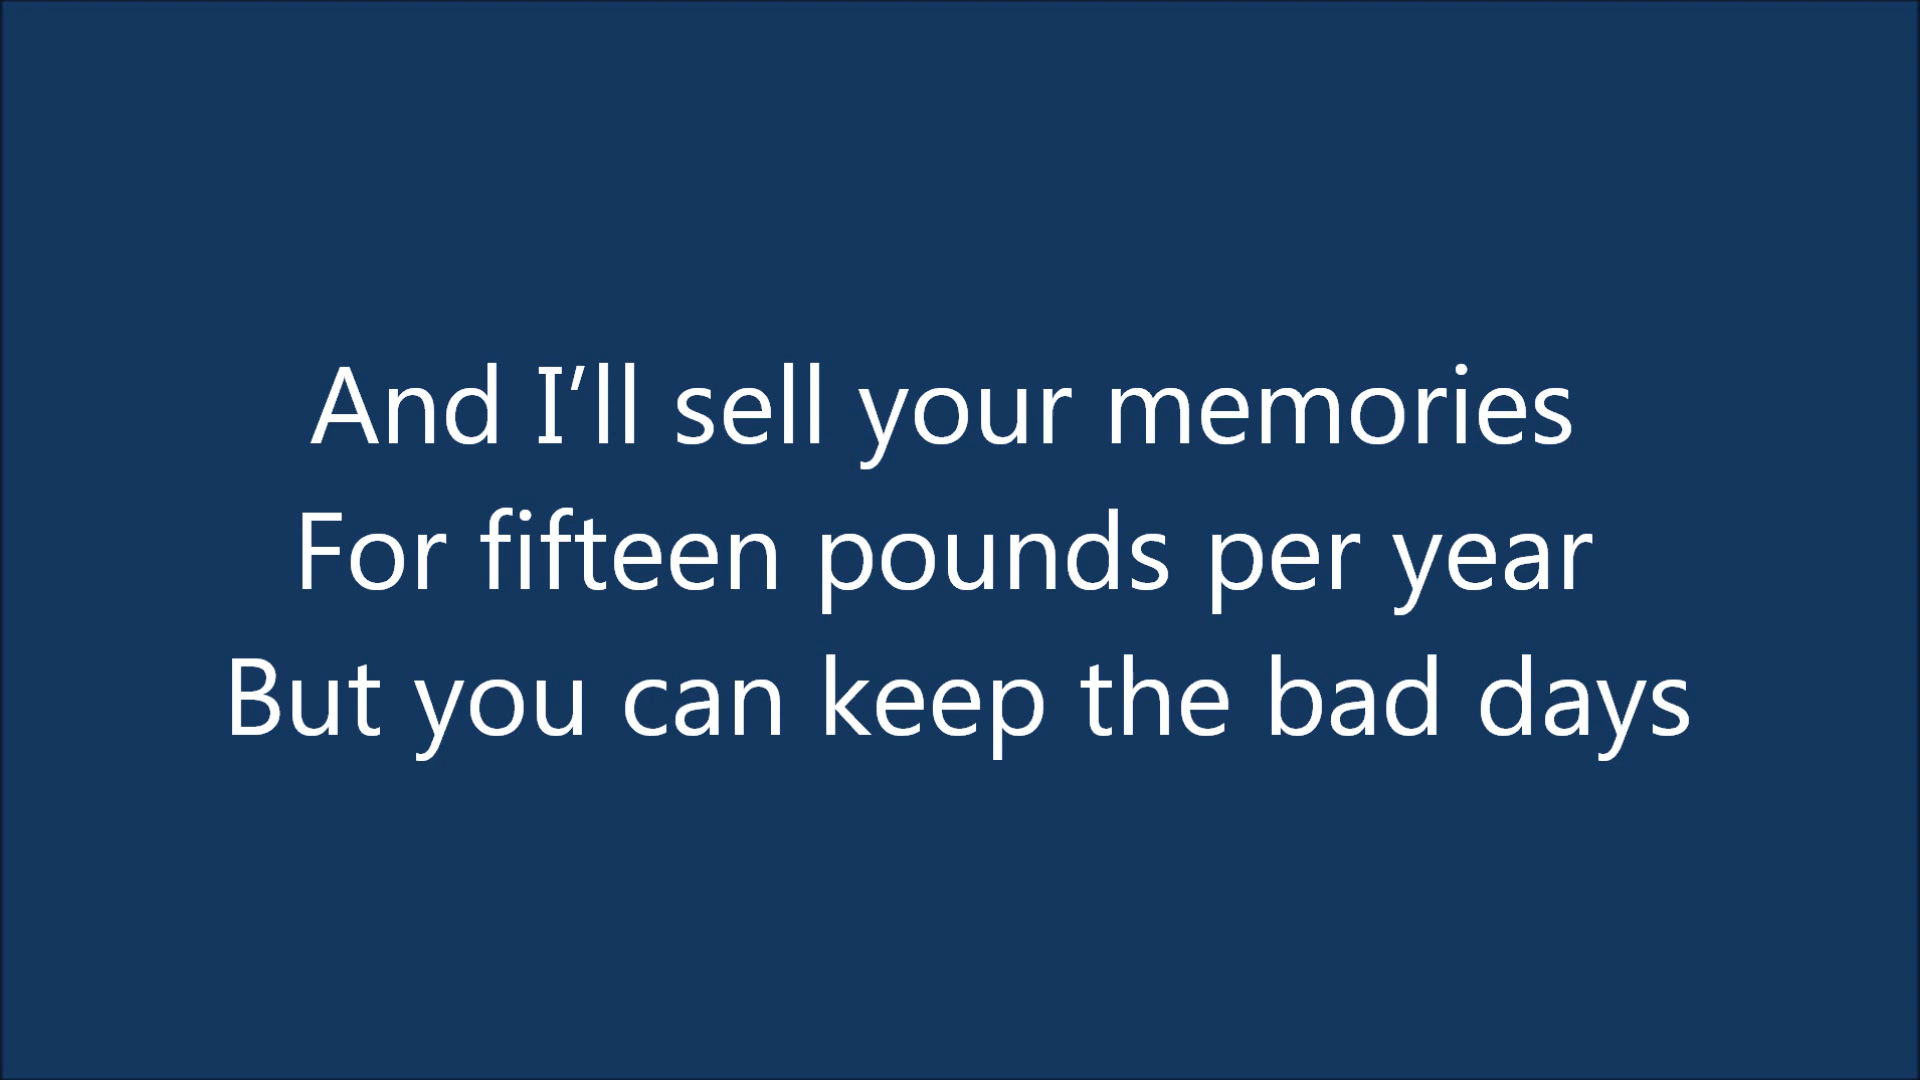 And I’ll sell your memories
For fifteen pounds per year
But you can keep the bad days